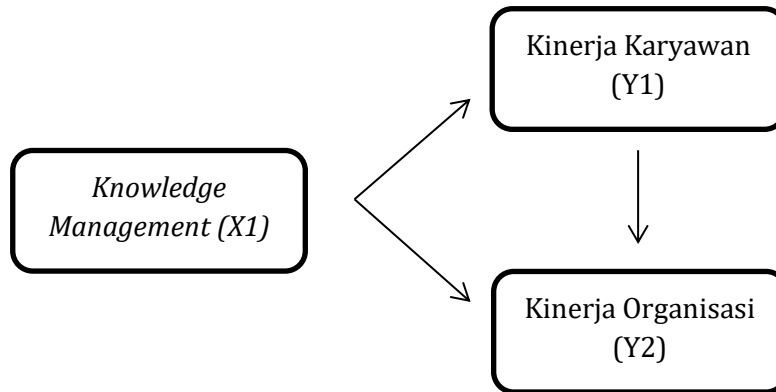 Kinerja Karyawan
(Y1)
Knowledge
Management (X1)
Kinerja Organisasi
(Y2)